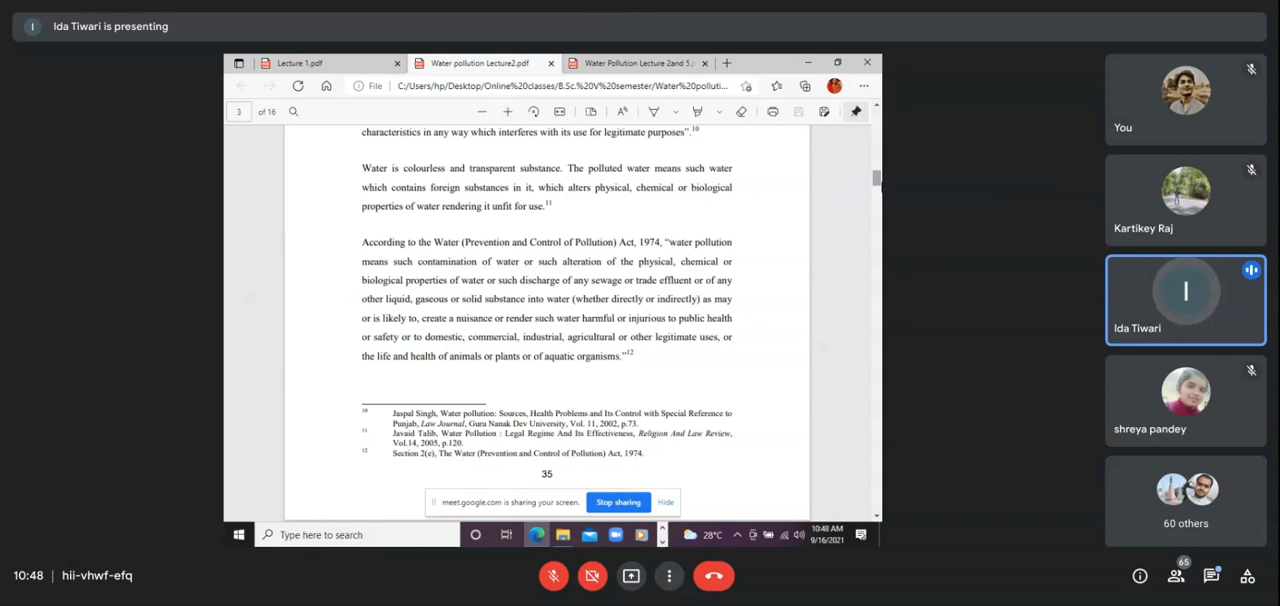 I Ida Tiwari is presenting
Lecture 1.pdf
Water pollution Lecture2.pdf
Water Pollution Lecture 2and 5.p
File C:/Users/hp/Desktop/Online%20classes/B.Sc.%20V%20semester/Water%20polluti...
3 of 16
characteristics in any way which interferes with its use for legitimate purposes”.10
Water is colourless and transparent substance. The polluted water means such water
which contains foreign substances in it, which alters physical, chemical or biological
properties of water rendering it unfit for use.11
According to the Water (Prevention and Control of Pollution) Act, 1974, “water pollution
means such contamination of water or such alteration of the physical, chemical or
biological properties of water or such discharge of any sewage or trade effluent or of any
other liquid, gaseous or solid substance into water (whether directly or indirectly) as may
or is likely to, create a nuisance or render such water harmful or injurious to public health
or safety or to domestic, commercial, industrial, agricultural or other legitimate uses, or
the life and health of animals or plants or of aquatic organisms.”12
10 Jaspal Singh, Water pollution: Sources, Health Problems and Its Control with Special Reference to
Punjab, Law Journal, Guru Nanak Dev University, Vol. 11, 2002, p.73.
11 Javaid Talib, Water Pollution : Legal Regime And Its Effectiveness, Religion And Law Review,
Vol.14, 2005, p.120.
12 Section 2(e), The Water (Prevention and Control of Pollution) Act, 1974.
35
meet.google.com is sharing your screen.
Stop sharing
Hide
Type here to search
28°C
10:48 AM
9/16/2021
You
Kartikey Raj
I
Ida Tiwari
shreya pandey
60 others
10:48 | hii-vhwf-efq
65